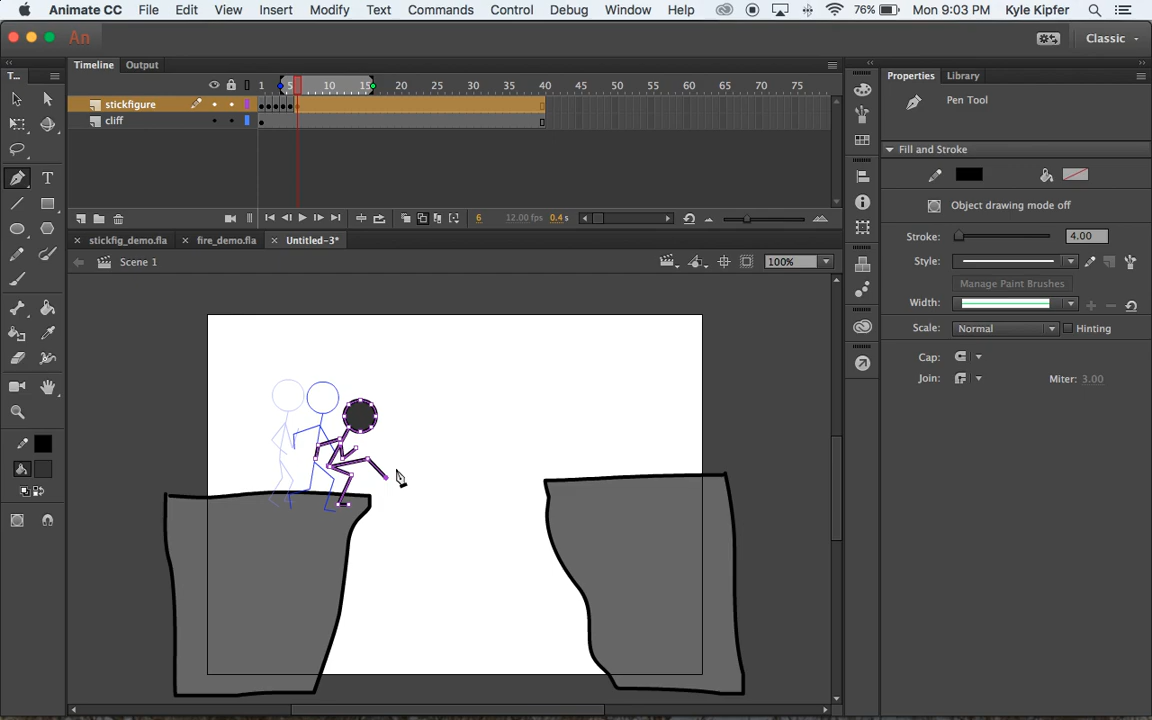 Animate CC File Edit View Insert Modify Text Commands Control Debug Window Help 76% Mon 9:03 PM Kyle Kipfer
An Classic
Timeline Output
T...
1 5 10 15 20 25 30 35 40 45 50 55 60 65 70 75
stickfigure
cliff
6 12.00 fps 0.4 s
stickfig_demo.fla fire_demo.fla Untitled-3*
Scene 1 100%
Properties Library
Pen Tool
Fill and Stroke
Object drawing mode off
Stroke: 4.00
Style:
Manage Paint Brushes
Width:
Scale: Normal Hinting
Cap:
Join: Miter: 3.00